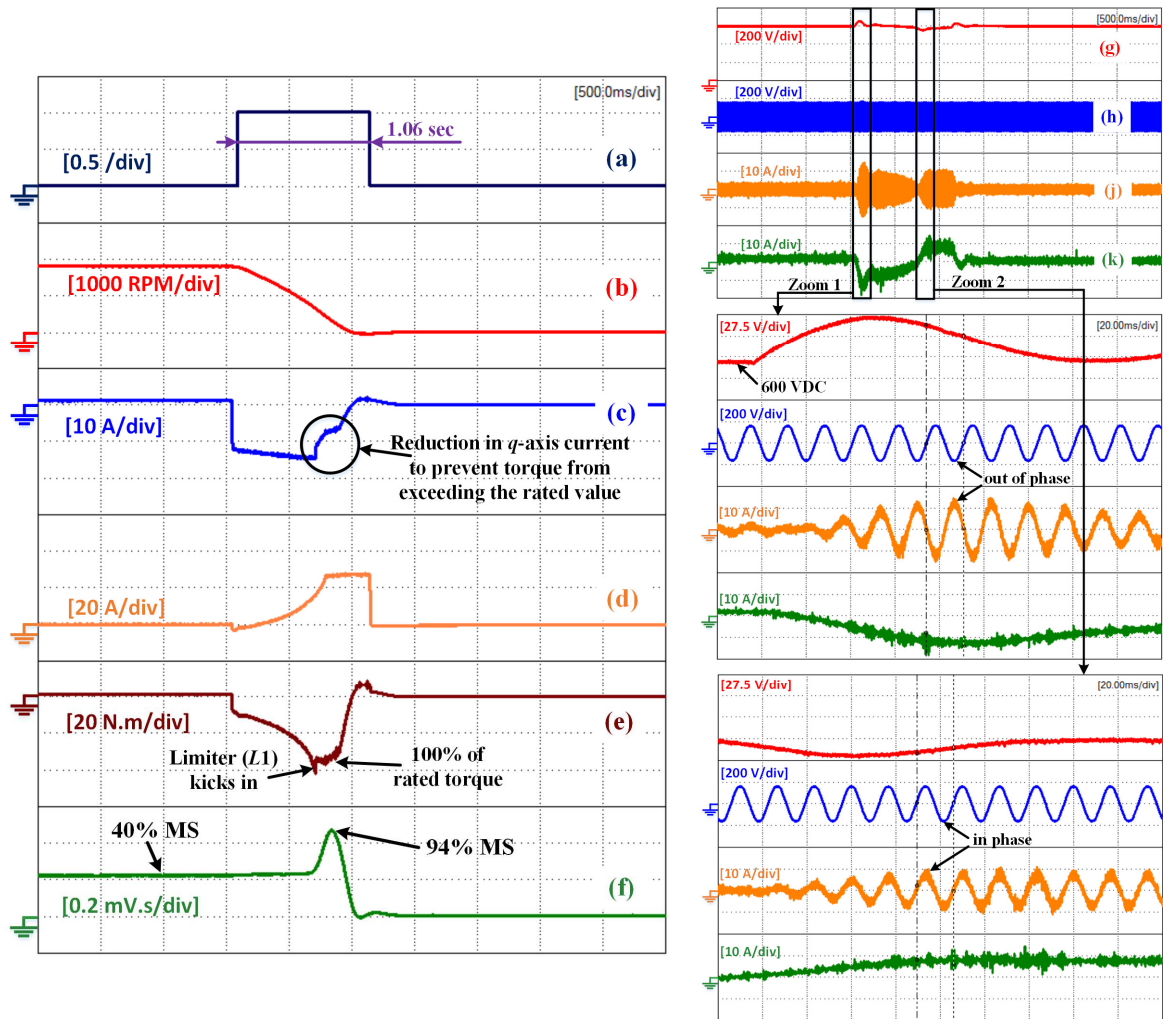 [500.0ms/div]
1.06 sec
[0.5 /div]
(a)
[1000 RPM/div]
(b)
[10 A/div]
(c)
Reduction in q-axis current
to prevent torque from
exceeding the rated value
[20 A/div]
(d)
[20 N.m/div]
(e)
Limiter (L1)
kicks in
100% of
rated torque
40% MS
94% MS
(f)
[0.2 mV.s/div]
[500.0ms/div]
[200 V/div]
(g)
[200 V/div]
(h)
[10 A/div]
(j)
[10 A/div]
(k)
Zoom 1
Zoom 2
[27.5 V/div]
[20.00ms/div]
600 VDC
[200 V/div]
out of phase
[10 A/div]
[10 A/div]
[27.5 V/div]
[20.00ms/div]
[200 V/div]
in phase
[10 A/div]
[10 A/div]